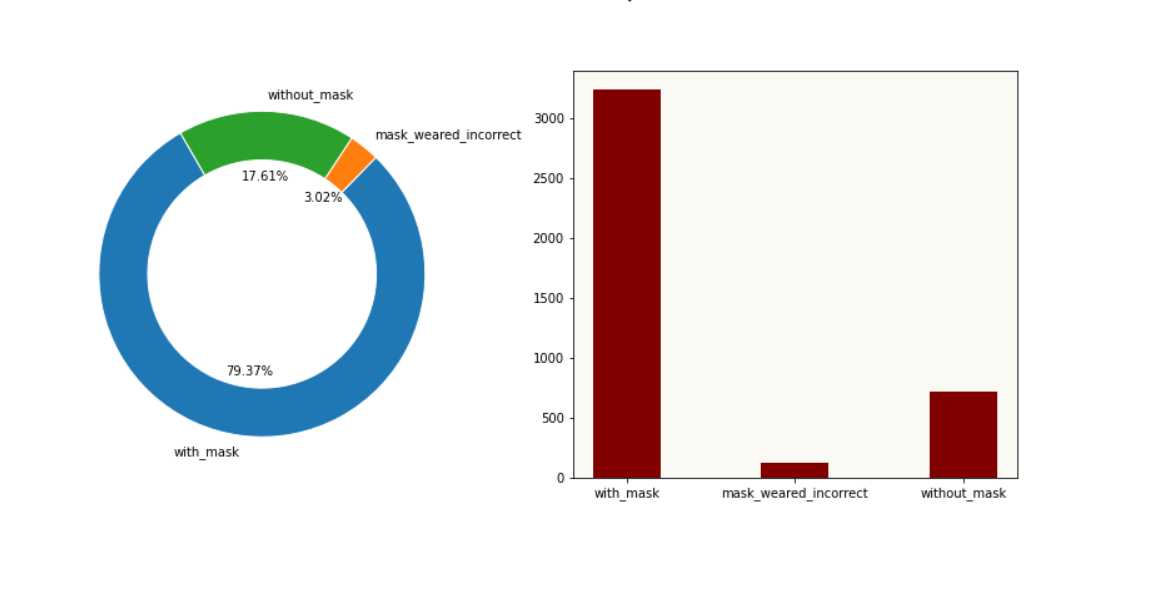 without_mask
mask_weared_incorrect
17.61%
3.02%
79.37%
with_mask
3000
2500
2000
1500
1000
500
0
with_mask mask_weared_incorrect without_mask